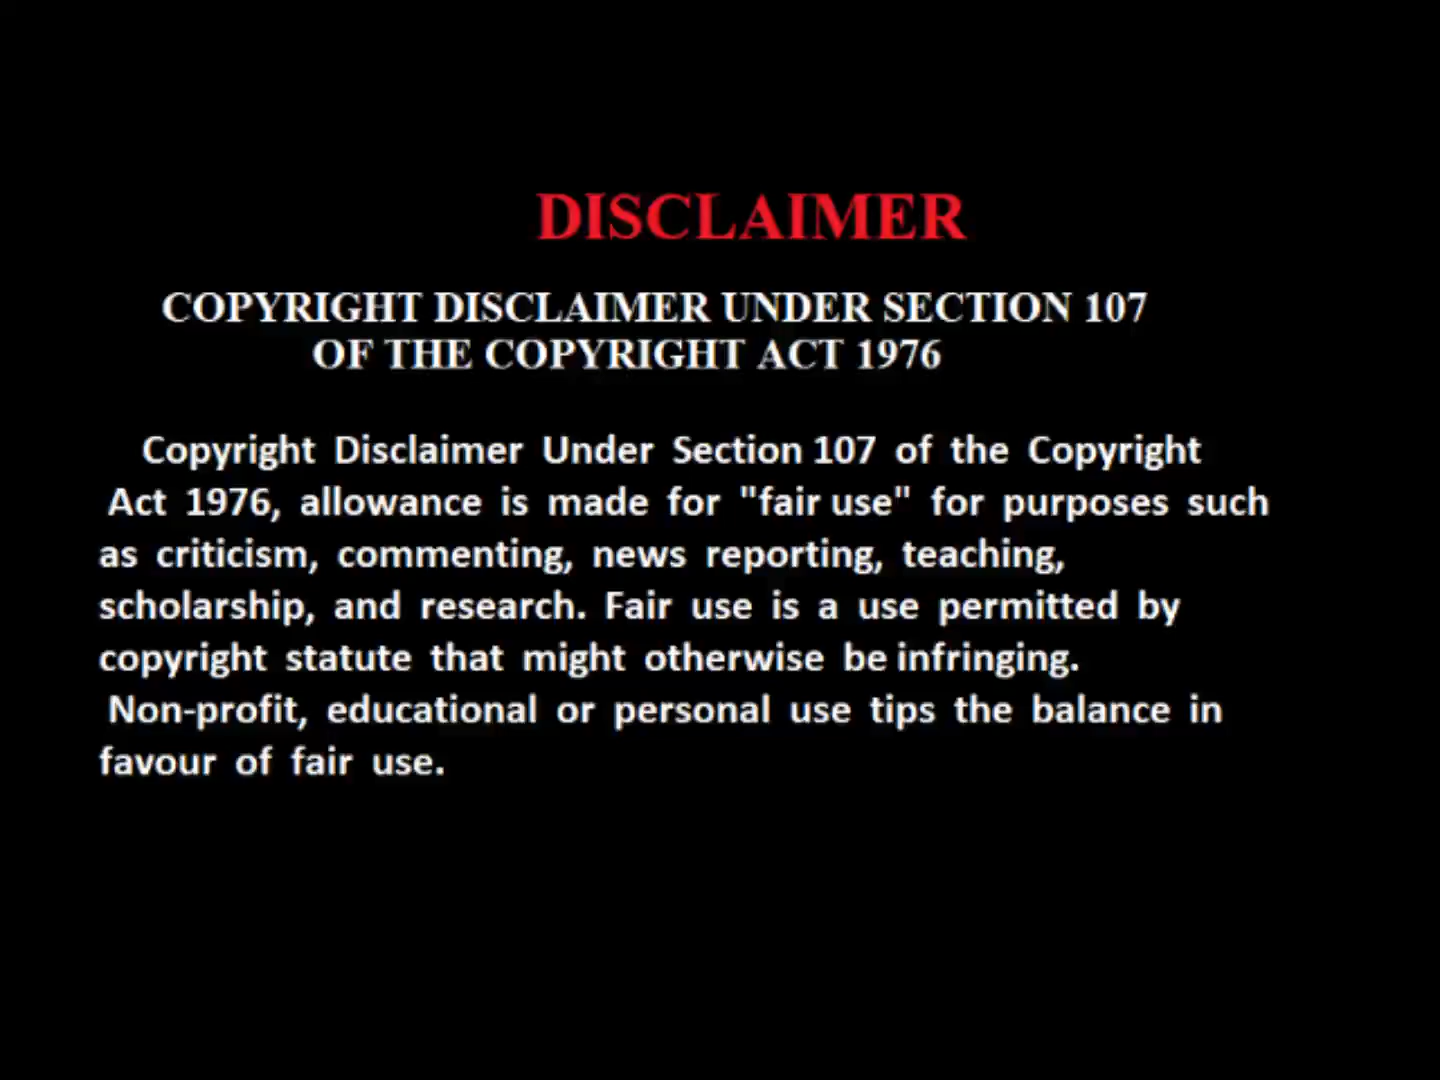 DISCLAIMER
COPYRIGHT DISCLAIMER UNDER SECTION 107
OF THE COPYRIGHT ACT 1976
Copyright Disclaimer Under Section 107 of the Copyright
Act 1976, allowance is made for "fair use" for purposes such
as criticism, commenting, news reporting, teaching,
scholarship, and research. Fair use is a use permitted by
copyright statute that might otherwise be infringing.
Non-profit, educational or personal use tips the balance in
favour of fair use.